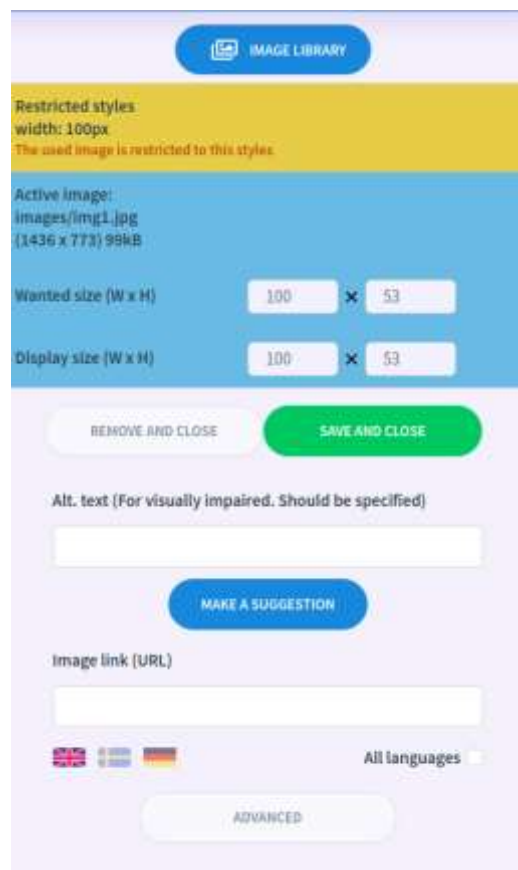 IMAGE LIBRARY
Restricted styles
width: 100px
The used image is restricted to this styles
Active image:
images/img1.jpg
(1436 x 773) 99kB
Wanted size (W x H) 100 × 53
Display size (W x H) 100 × 53
REMOVE AND CLOSE SAVE AND CLOSE
Alt. text (For visually impaired. Should be specified)
MAKE A SUGGESTION
Image link (URL)
All languages
ADVANCED